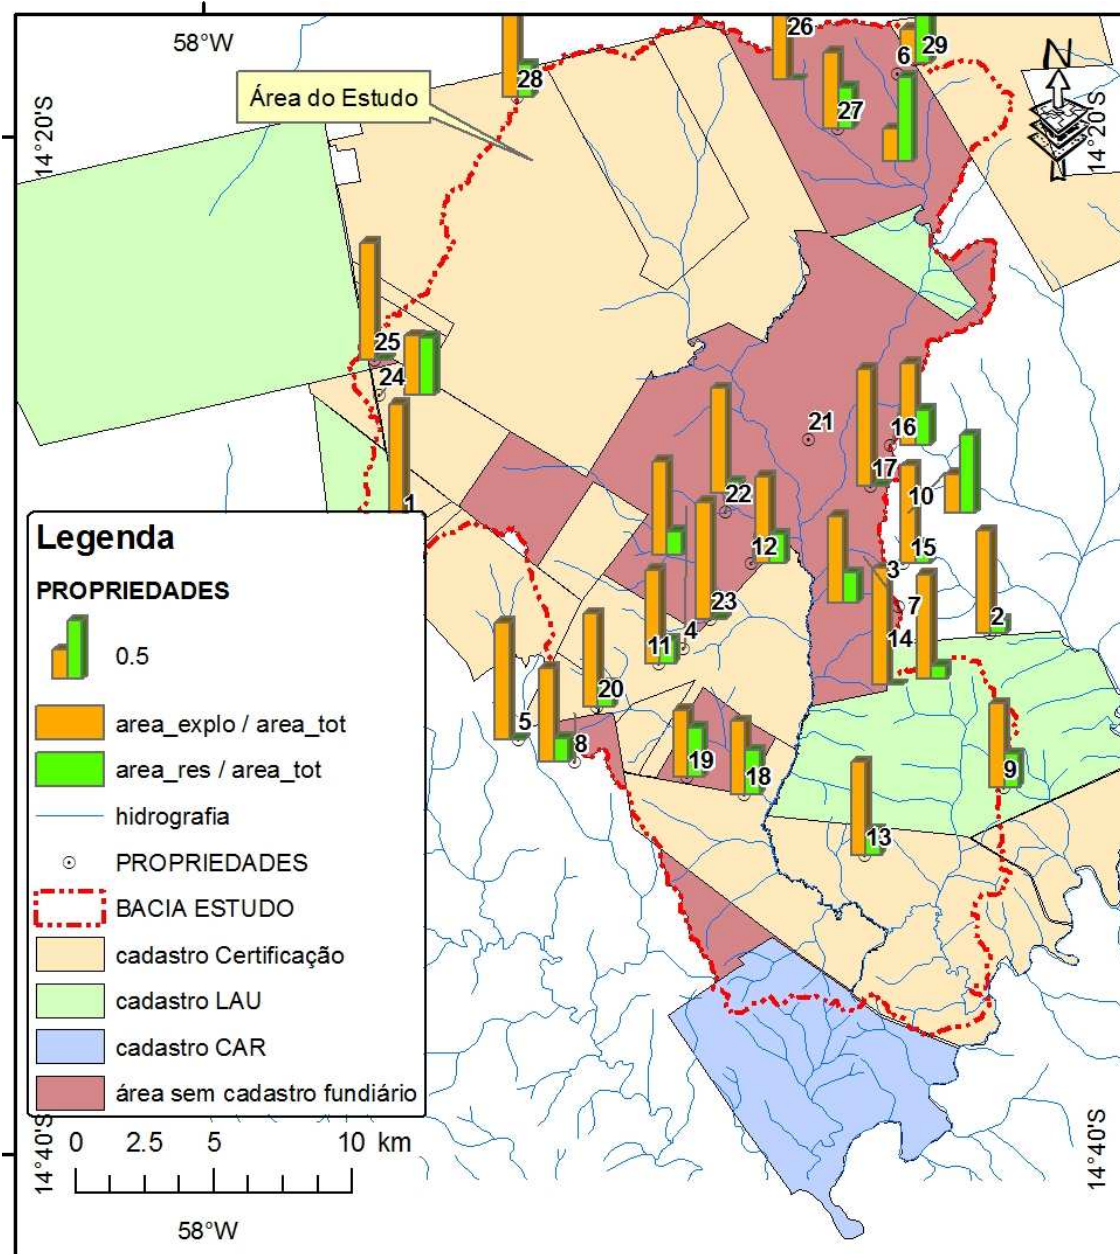 58°W
14°20'S
14°20'S
N
Área do Estudo
26
6
29
28
27
25
24
1
21
16
17
22
10
12
15
3
2
23
7
4
14
11
20
5
8
19
18
9
13
Legenda
PROPRIEDADES
0.5
area_explo / area_tot
area_res / area_tot
hidrografia
PROPRIEDADES
BACIA ESTUDO
cadastro Certificação
cadastro LAU
cadastro CAR
área sem cadastro fundiário
14°40'S
14°40'S
0 2.5 5 10 km
58°W